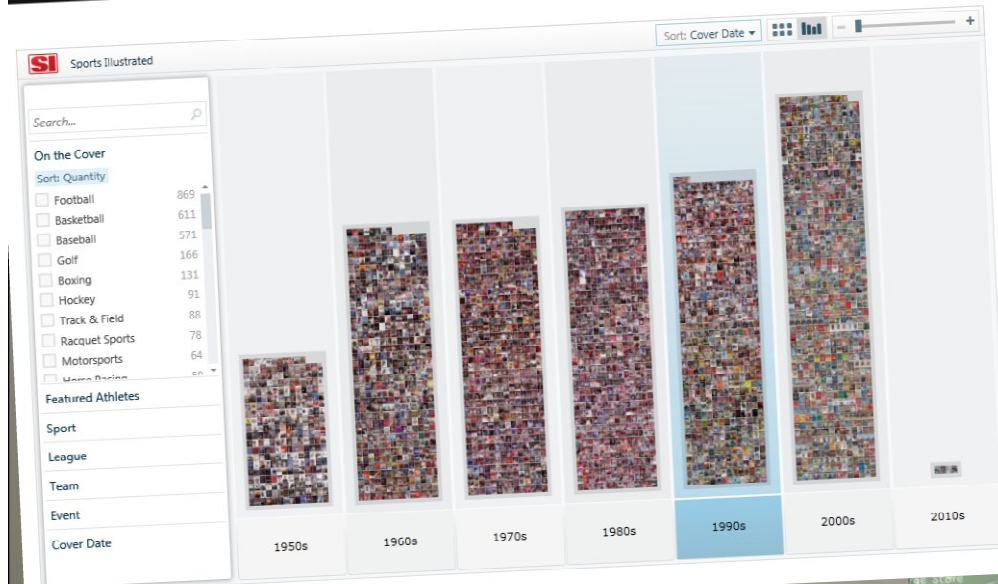 Sort: Cover Date
SI Sports Illustrated
Search...
On the Cover
Sort: Quantity
Football 869
Basketball 611
Baseball 571
Golf 166
Boxing 131
Hockey 91
Track & Field 88
Racquet Sports 78
Motorsports 64
Horse Racing
Featured Athletes
Sport
League
Team
Event
Cover Date
1950s 1960s 1970s 1980s 1990s 2000s 2010s